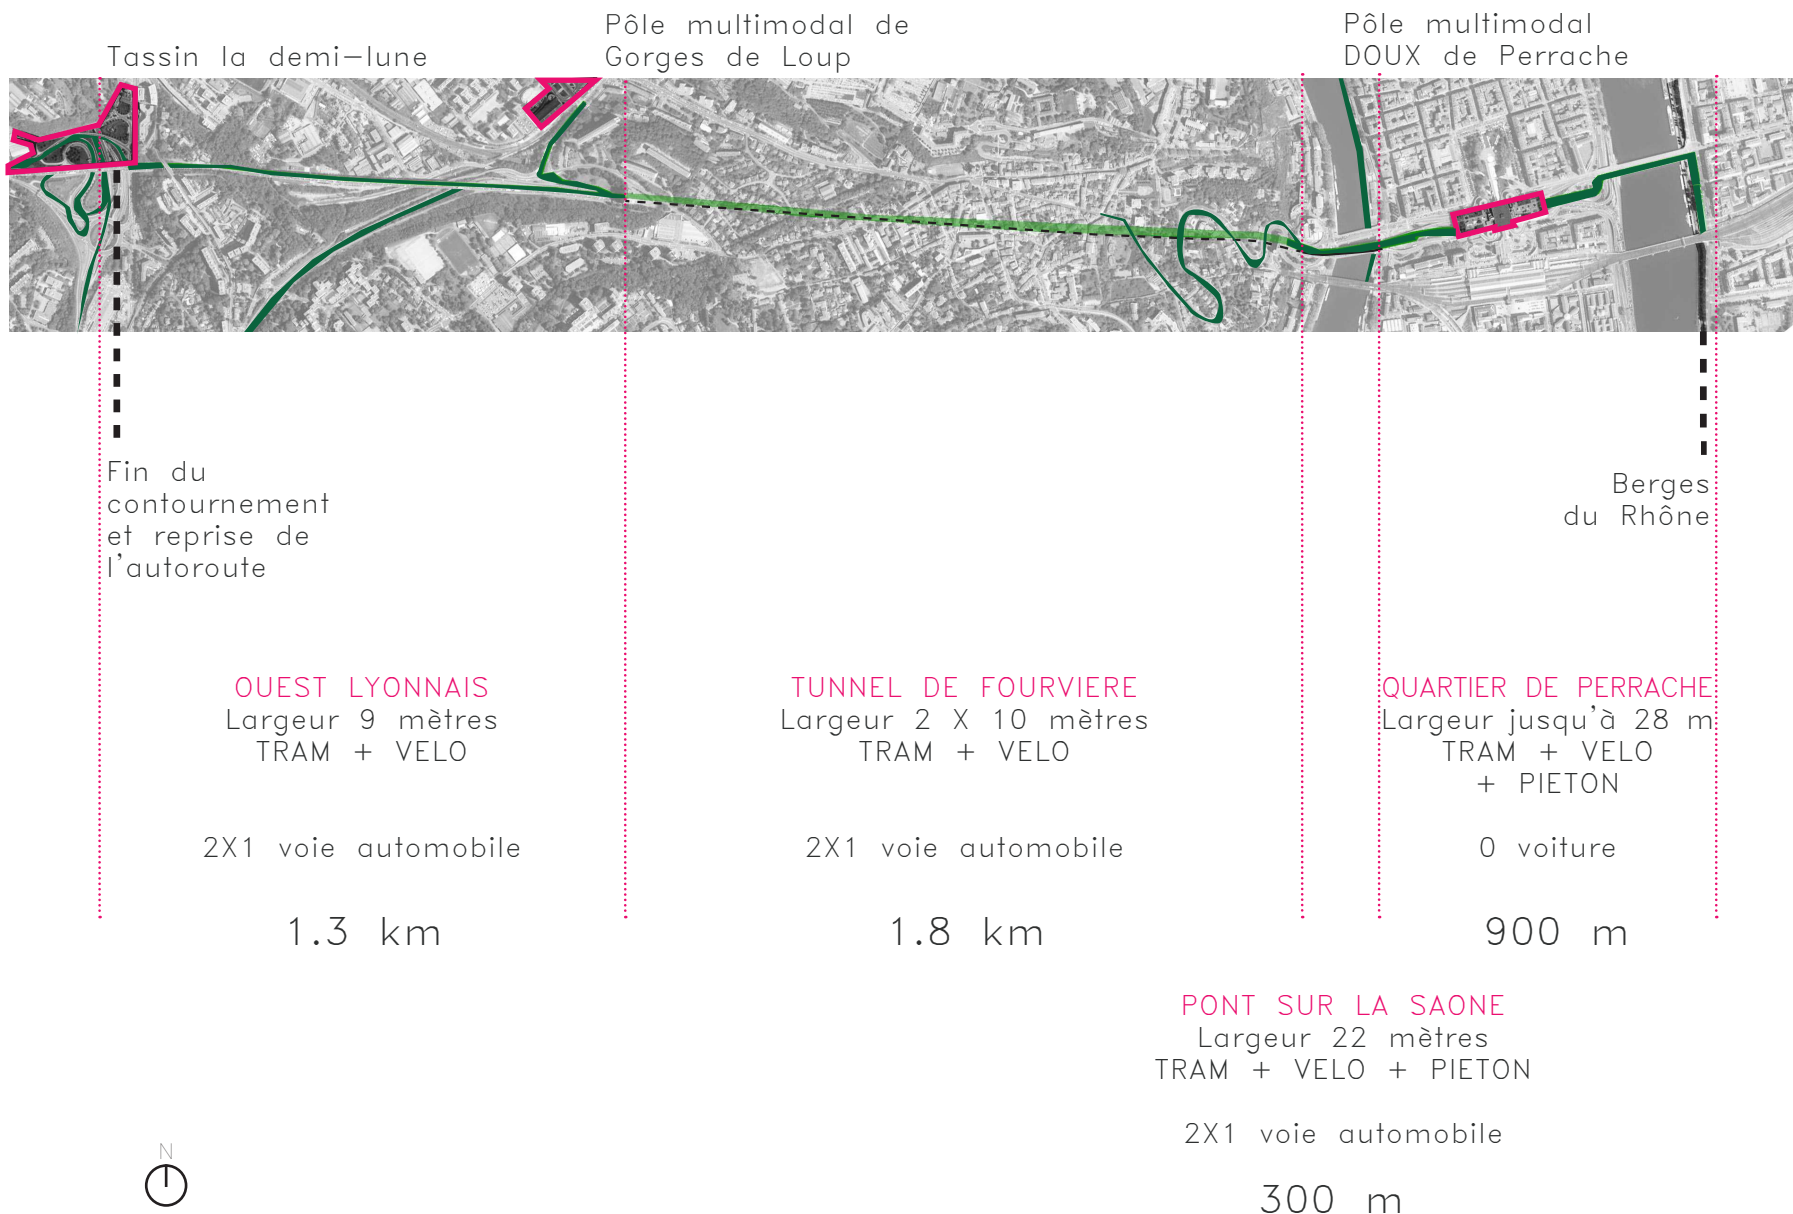 Tassin la demi-lune
Pôle multimodal de
Gorges de Loup
Pôle multimodal
DOUX de Perrache
Fin du
contournement
et reprise de
l'autoroute
Berges
du Rhône
OUEST LYONNAIS
Largeur 9 mètres
TRAM + VELO
2X1 voie automobile
1.3 km
TUNNEL DE FOURVIERE
Largeur 2 X 10 mètres
TRAM + VELO
2X1 voie automobile
1.8 km
QUARTIER DE PERRACHE
Largeur jusqu'à 28 m
TRAM + VELO
+ PIETON
0 voiture
900 m
PONT SUR LA SAONE
Largeur 22 mètres
TRAM + VELO + PIETON
2X1 voie automobile
300 m
N